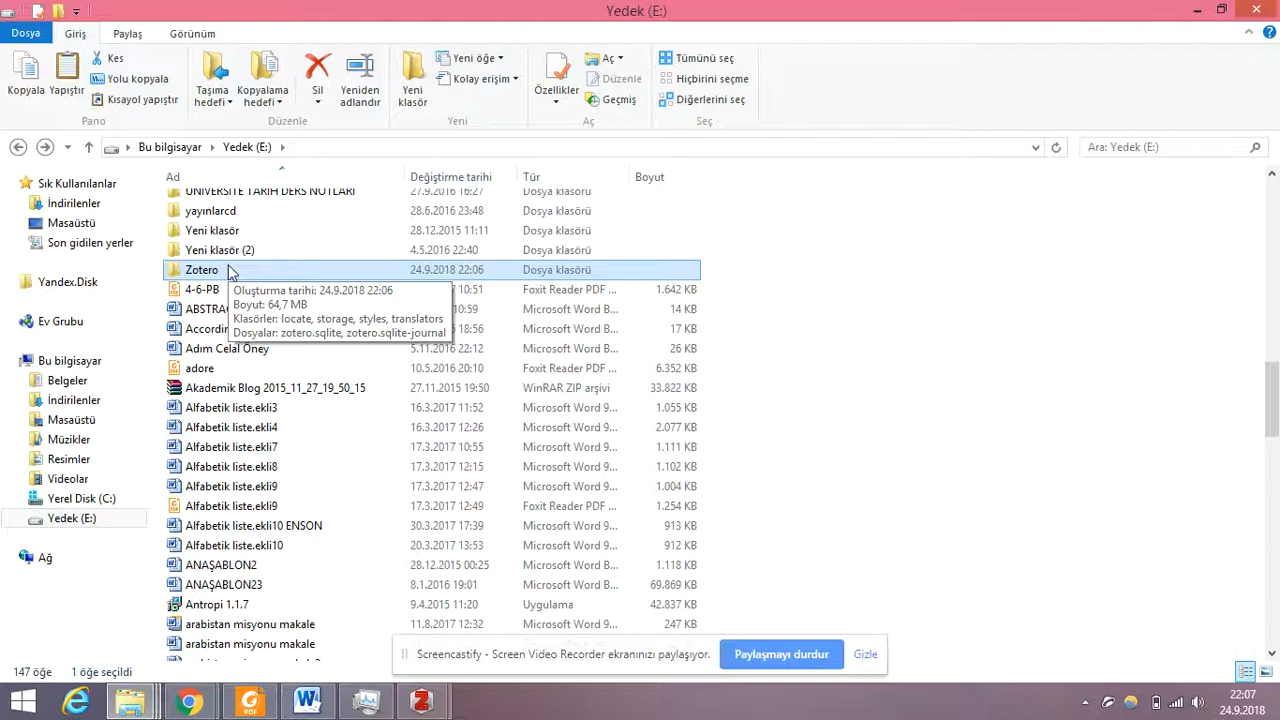 Yedek (E:)
Dosya Giriş Paylaş Görünüm
Kopyala
Yapıştır
Kes
Yolu kopyala
Kısayol yapıştır
Pano
Taşıma hedefi
Kopyalama hedefi
Sil
Yeniden adlandır
Düzenle
Yeni klasör
Yeni öğe
Kolay erişim
Yeni
Özellikler
Aç
Düzenle
Geçmiş
Aç
Tümünü seç
Hiçbirini seçme
Diğerlerini seç
Seç
Bu bilgisayar Yedek (E:)
Ara: Yedek (E:)
Sık Kullanılanlar
İndirilenler
Masaüstü
Son gidilen yerler
Yandex.Disk
Ev Grubu
Bu bilgisayar
Belgeler
İndirilenler
Masaüstü
Müzikler
Resimler
Videolar
Yerel Disk (C:)
Yedek (E:)
Ağ
Ad Değiştirme tarihi Tür Boyut
ÜNİVERSİTE TARİH DERS NOTLARI 27.9.2016 16:27 Dosya klasörü
yayınlarcd 28.6.2016 23:48 Dosya klasörü
Yeni klasör 28.12.2015 11:11 Dosya klasörü
Yeni klasör (2) 4.5.2016 22:40 Dosya klasörü
Zotero 24.9.2018 22:06 Dosya klasörü
4-6-PB 10:51 Foxit Reader PDF ... 1.642 KB
ABSTRA 10:59 Microsoft Word B... 14 KB
Accordin 18:56 Microsoft Word B... 17 KB
Adım Celal Öney 5.11.2016 22:12 Microsoft Word B... 26 KB
adore 10.5.2016 20:10 Foxit Reader PDF ... 6.352 KB
Akademik Blog 2015_11_27_19_50_15 27.11.2015 19:50 WinRAR ZIP arşivi 33.822 KB
Alfabetik liste.ekli3 16.3.2017 11:52 Microsoft Word 9... 1.055 KB
Alfabetik liste.ekli4 16.3.2017 12:26 Microsoft Word 9... 2.077 KB
Alfabetik liste.ekli7 17.3.2017 10:55 Microsoft Word 9... 1.111 KB
Alfabetik liste.ekli8 17.3.2017 12:15 Microsoft Word 9... 1.102 KB
Alfabetik liste.ekli9 17.3.2017 12:47 Microsoft Word 9... 1.004 KB
Alfabetik liste.ekli9 17.3.2017 12:49 Foxit Reader PDF ... 1.254 KB
Alfabetik liste.ekli10 ENSON 30.3.2017 17:39 Microsoft Word 9... 913 KB
Alfabetik liste.ekli10 20.3.2017 13:53 Microsoft Word 9... 912 KB
ANAŞABLON2 28.12.2015 00:25 Microsoft Word B... 1.118 KB
ANAŞABLON23 8.1.2016 19:01 Microsoft Word B... 69.869 KB
Antropi 1.1.7 9.4.2015 11:20 Uygulama 42.837 KB
arabistan misyonu makale 11.8.2017 12:32 Microsoft Word 9... 247 KB
arabistan misyonu makale
Oluşturma tarihi: 24.9.2018 22:06
Boyut: 64,7 MB
Klasörler: locate, storage, styles, translators
Dosyalar: zotero.sqlite, zotero.sqlite-journal
Screencastify - Screen Video Recorder ekranınızı paylaşıyor. Paylaşmayı durdur Gizle
147 öğe 1 öğe seçildi
22:07
24.9.2018